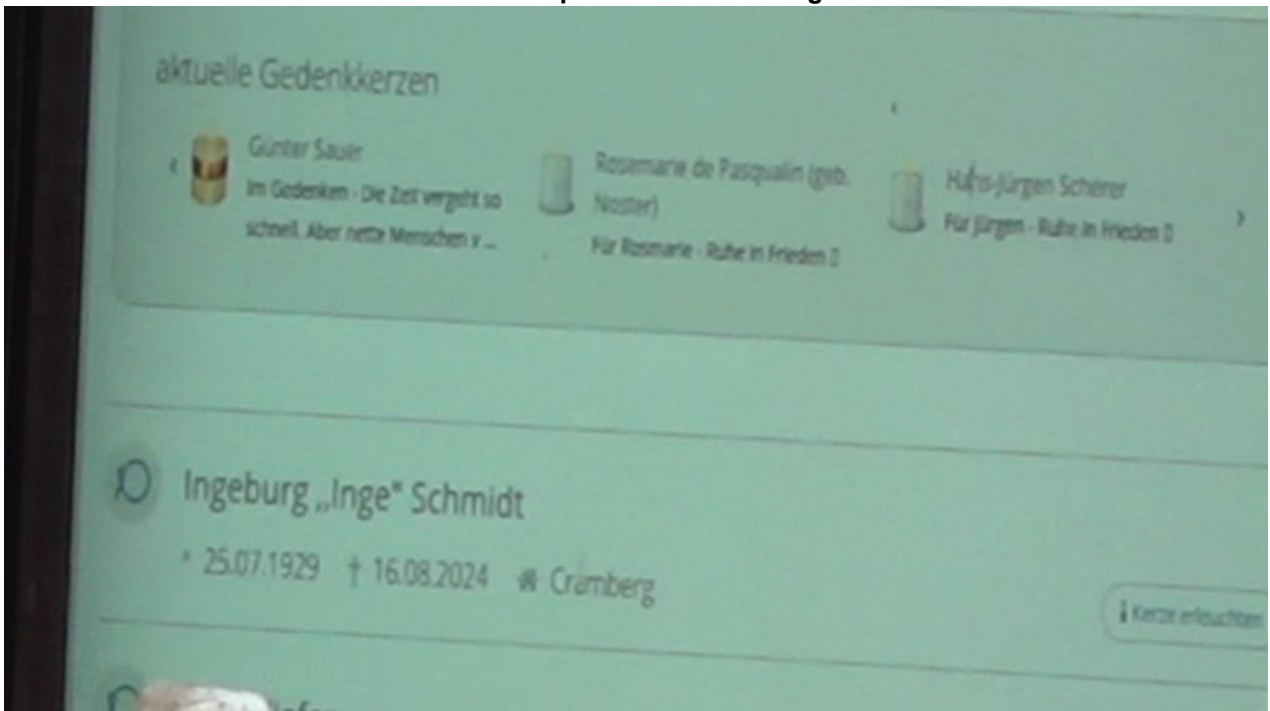 aktuelle Gedenkkerzen
Günter Sauer
Im Gedenken - Die Zeit vergeht so
schnell. Aber nette Menschen v ...
Rosemarie de Pasqualin (geb.
Noster)
Für Rosmarie - Ruhe in Frieden
Hans-Jürgen Scherer
Für Jürgen - Ruhe in Frieden
Ingeburg „Inge" Schmidt
* 25.07.1929 † 16.08.2024 Cramberg
Kerze erleuchten